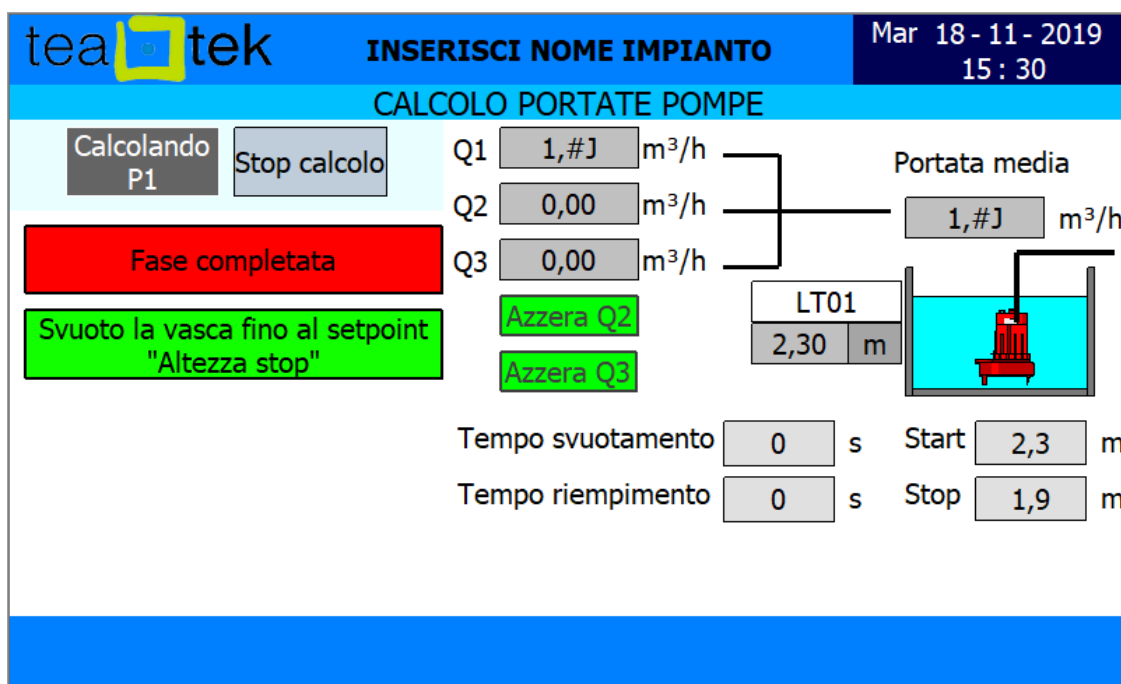 tea tek
INSERISCI NOME IMPIANTO
Mar 18 - 11 - 2019
15 : 30
CALCOLO PORTATE POMPE
Calcolando
P1
Stop calcolo
Q1 1,#J m³/h
Portata media
Q2 0,00 m³/h
1,#J m³/h
Fase completata
Q3 0,00 m³/h
Svuoto la vasca fino al setpoint
"Altezza stop"
Azzera Q2
LT01
2,30 m
Azzera Q3
Tempo svuotamento 0 s Start 2,3 m
Tempo riempimento 0 s Stop 1,9 m